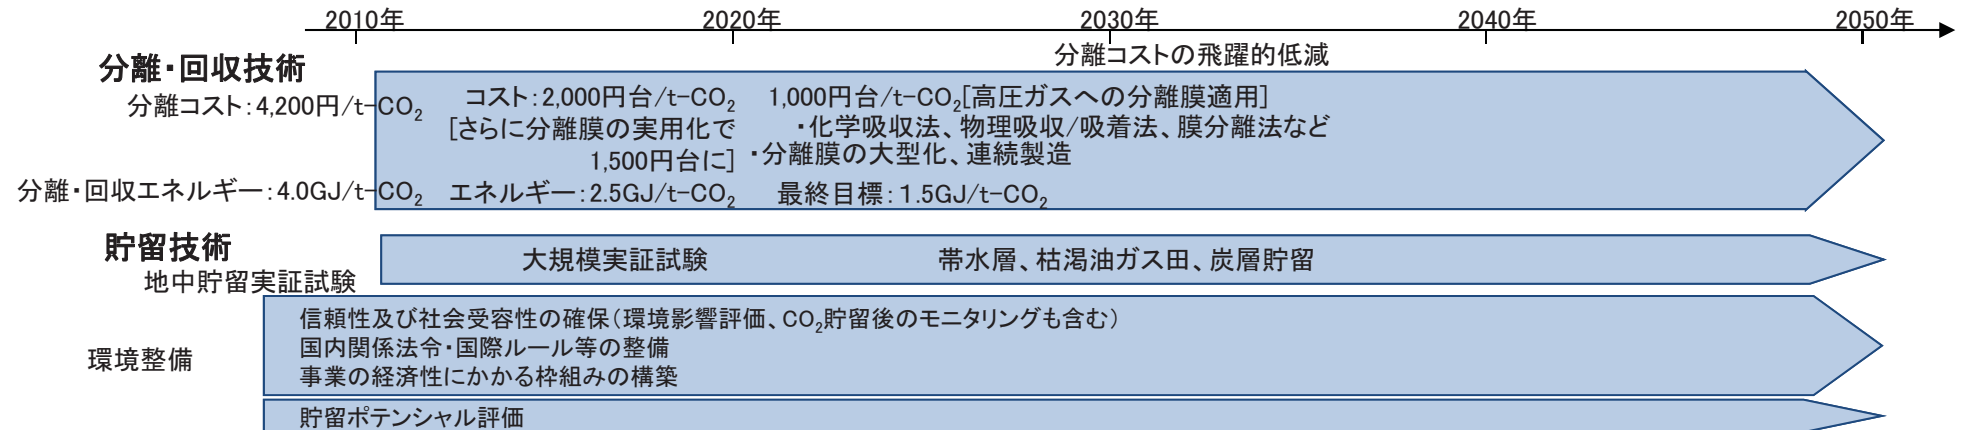 2010年 2020年 2030年 2040年 2050年
分離コストの飛躍的低減
分離・回収技術
分離コスト：4,200円/t-CO₂ コスト：2,000円台/t-CO₂ 1,000円台/t-CO₂[高圧ガスへの分離膜適用]
[さらに分離膜の実用化で ・化学吸収法、物理吸収/吸着法、膜分離法など
1,500円台に] ・分離膜の大型化、連続製造
分離・回収エネルギー：4.0GJ/t-CO₂ エネルギー：2.5GJ/t-CO₂ 最終目標：1.5GJ/t-CO₂
貯留技術
大規模実証試験 帯水層、枯渇油ガス田、炭層貯留
地中貯留実証試験
信頼性及び社会受容性の確保（環境影響評価、CO₂貯留後のモニタリングも含む）
環境整備 国内関係法令・国際ルール等の整備
事業の経済性にかかる枠組みの構築
貯留ポテンシャル評価